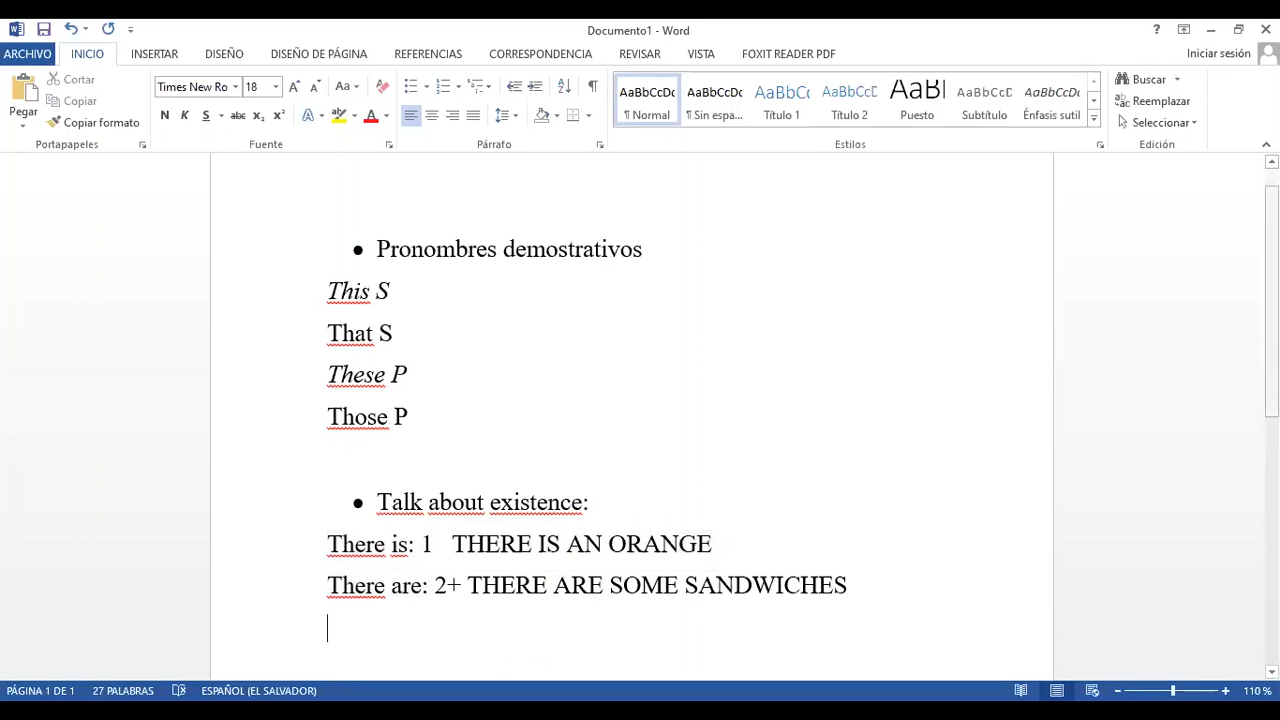 Documento1 - Word
ARCHIVO INICIO INSERTAR DISEÑO DISEÑO DE PÁGINA REFERENCIAS CORRESPONDENCIA REVISAR VISTA FOXIT READER PDF Iniciar sesión
Pegar
Cortar
Copiar
Copiar formato
Portapapeles
Times New Ro 18
N K S abc x₂ x²
Fuente
Párrafo
AaBbCcDc AaBbCcDc AaBbCc AaBbCcD AaBl AaBbCcD AaBbCcDc
¶ Normal ¶ Sin espa... Título 1 Título 2 Puesto Subtítulo Énfasis sutil
Estilos
Buscar
Reemplazar
Seleccionar
Edición
• Pronombres demostrativos
This S
That S
These P
Those P
• Talk about existence:
There is: 1 THERE IS AN ORANGE
There are: 2+ THERE ARE SOME SANDWICHES
PÁGINA 1 DE 1 27 PALABRAS ESPAÑOL (EL SALVADOR) 110 %